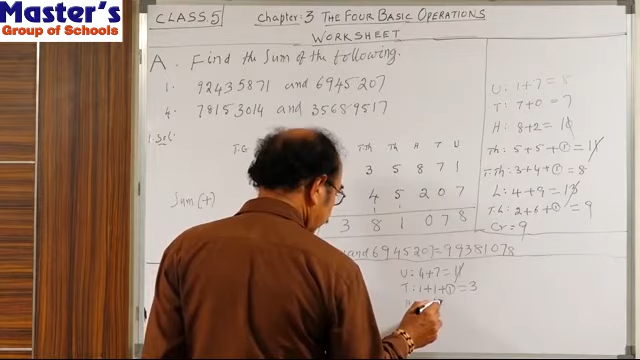 Master's
Group of Schools
CLASS 5
Chapter: 3 THE FOUR BASIC OPERATIONS
WORKSHEET
A. Find the Sum of the following.
1. 92435871 and 6945207
4. 78153014 and 35689517
1. Sol:
T.Th Th H T U
3 5 8 7 1
Sum (+) 4 5 2 0 7
3 8 1 0 7 8
and 6945207 = 99381078
U: 4+7=11
T: 1+1+1=3
U: 1+7=8
T: 7+0=7
H: 8+2=10
Th: 5+5+1=11
T.Th: 3+4+1=8
L: 4+9=13
T.L: 2+6+1=9
Cr=9